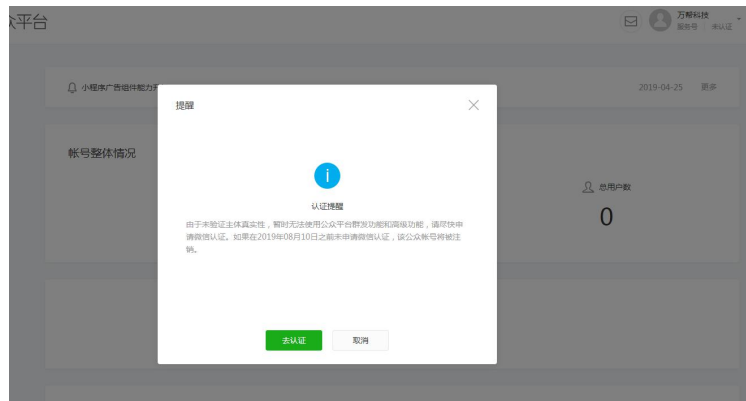 众平台
万帮科技
服务号 未认证
小程序广告组件能力升
2019-04-25 更多
提醒
帐号整体情况
认证提醒
总用户数
0
由于未验证主体真实性，暂时无法使用公众平台群发功能和高级功能，请尽快申
请微信认证。如果在2019年08月10日之前未申请微信认证，该公众帐号将被注
销。
去认证 取消